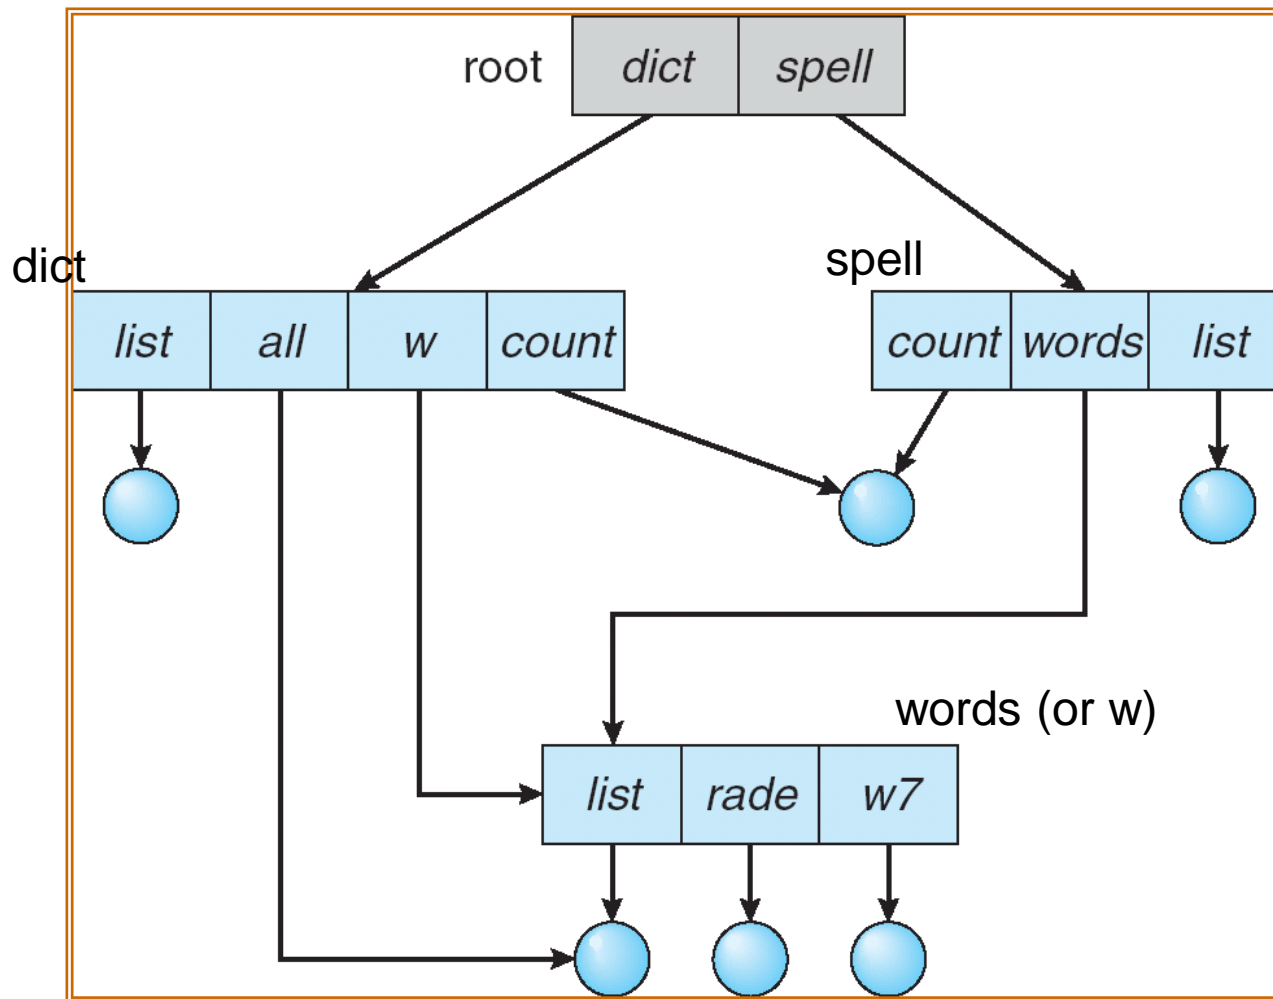 root dict spell
dict
spell
list all w count
count words list
words (or w)
list rade w7